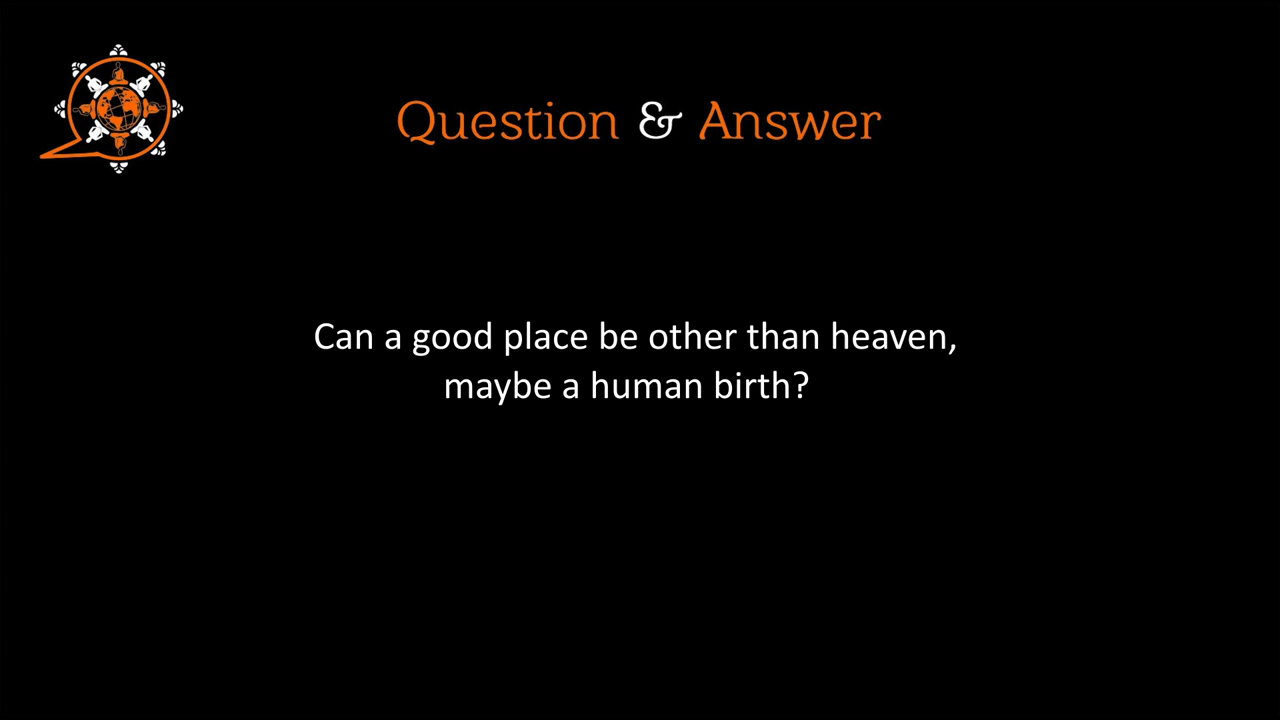 Question & Answer
Can a good place be other than heaven,
maybe a human birth?